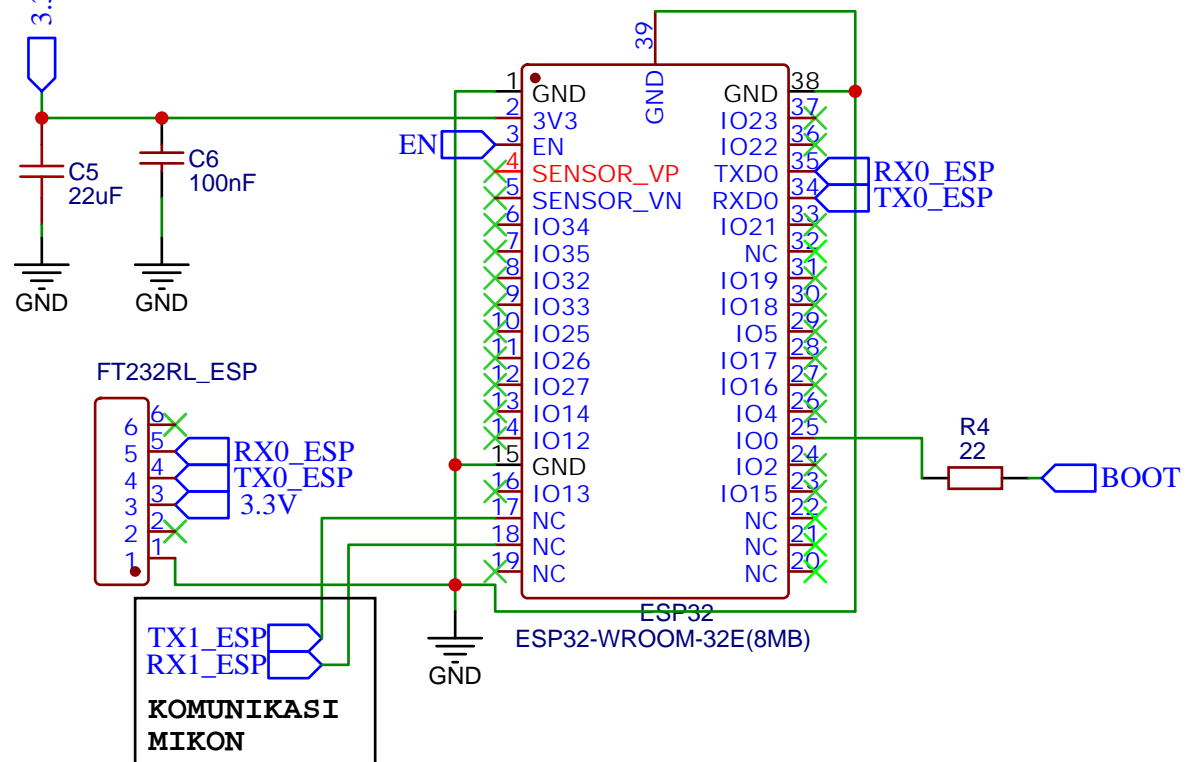 3.3
39
GND
1 GND
2 3V3
3 EN
4 SENSOR_VP
5 SENSOR_VN
6 IO34
7 IO35
8 IO32
9 IO33
10 IO25
11 IO26
12 IO27
13 IO14
14 IO12
15 GND
16 IO13
17 NC
18 NC
19 NC
GND 38
IO23 37
IO22 36
TXD0 35
RXD0 34
IO21 33
NC 32
IO19 31
IO18 30
IO5 29
IO17 28
IO16 27
IO4 26
IO0 25
IO2 24
IO15 23
NC 22
NC 21
NC 20
EN
RX0_ESP
TX0_ESP
C5
22uF
C6
100nF
GND
GND
FT232RL_ESP
6 6
5 5 RX0_ESP
4 4 TX0_ESP
3 3 3.3V
2 2
1 1
R4
22
BOOT
ESP32
ESP32-WROOM-32E(8MB)
GND
TX1_ESP
RX1_ESP
KOMUNIKASI
MIKON